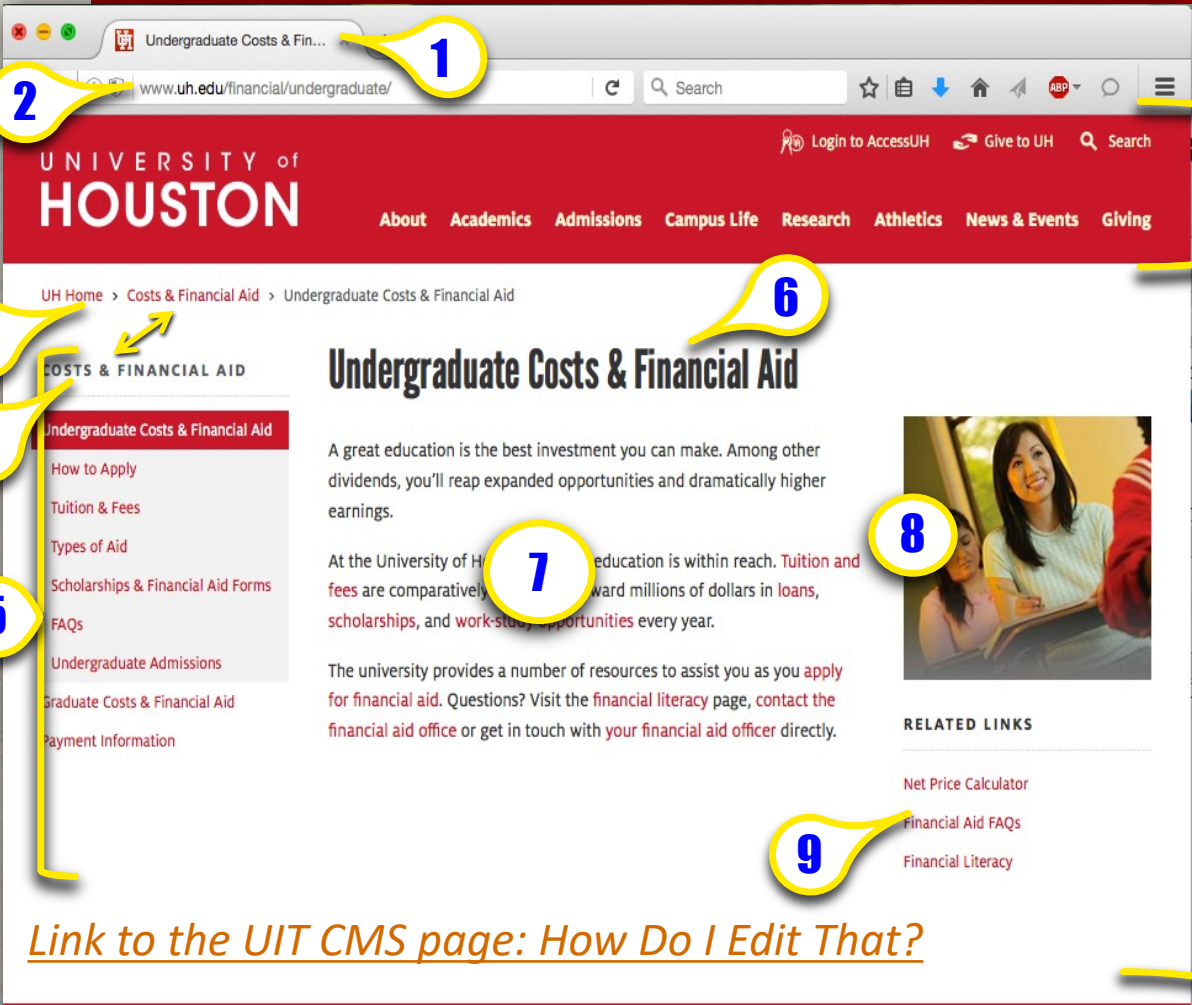 Undergraduate Costs & Fin...
1
2
www.uh.edu/financial/undergraduate/
Search
ABP
Login to AccessUH
Give to UH
Search
UNIVERSITY of
HOUSTON
About Academics Admissions Campus Life Research Athletics News & Events Giving
UH Home > Costs & Financial Aid > Undergraduate Costs & Financial Aid
6
COSTS & FINANCIAL AID
Undergraduate Costs & Financial Aid
How to Apply
Tuition & Fees
Types of Aid
Scholarships & Financial Aid Forms
5
FAQs
Undergraduate Admissions
Graduate Costs & Financial Aid
Payment Information
Undergraduate Costs & Financial Aid
A great education is the best investment you can make. Among other
dividends, you'll reap expanded opportunities and dramatically higher
earnings.
At the University of education is within reach. Tuition and
7
fees are comparatively millions of dollars in loans,
scholarships, and work-study opportunities every year.
The university provides a number of resources to assist you as you apply
for financial aid. Questions? Visit the financial literacy page, contact the
financial aid office or get in touch with your financial aid officer directly.
8
RELATED LINKS
Net Price Calculator
Financial Aid FAQs
9
Financial Literacy
Link to the UIT CMS page: How Do I Edit That?